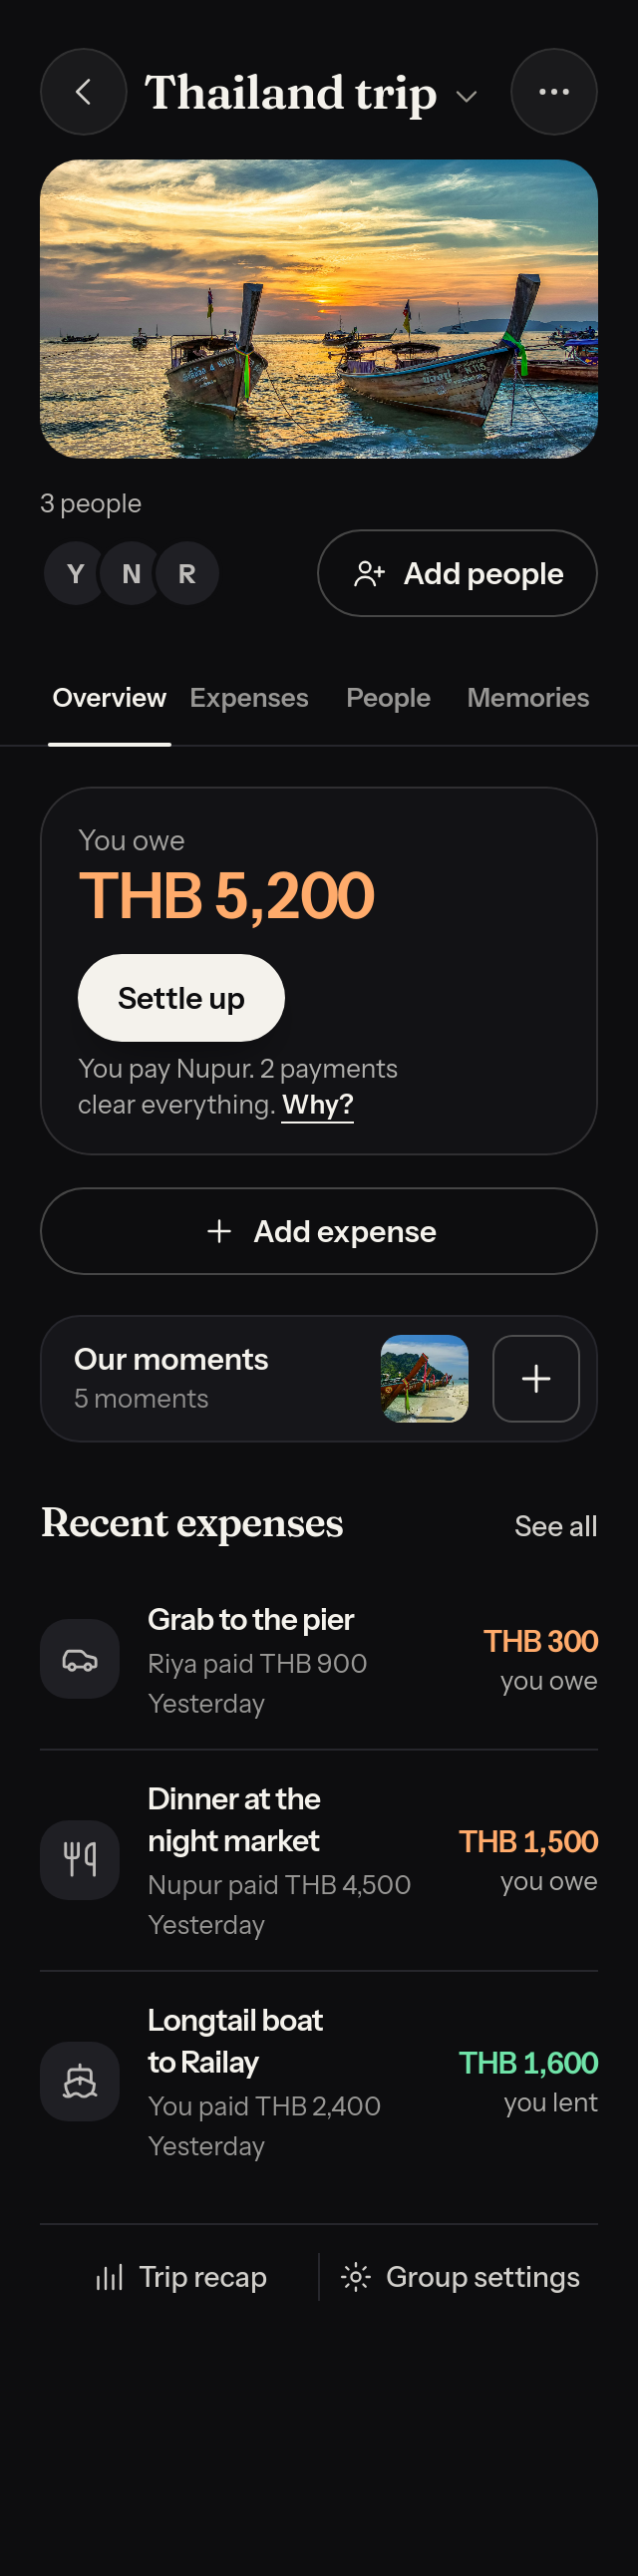 Thailand trip
3 people
Y N R
Add people
Overview Expenses People Memories
You owe
THB 5,200
Settle up
You pay Nupur. 2 payments
clear everything. Why?
Add expense
Our moments
5 moments
Recent expenses See all
Grab to the pier
Riya paid THB 900
Yesterday
THB 300
you owe
Dinner at the
night market
Nupur paid THB 4,500
Yesterday
THB 1,500
you owe
Longtail boat
to Railay
You paid THB 2,400
Yesterday
THB 1,600
you lent
Trip recap Group settings